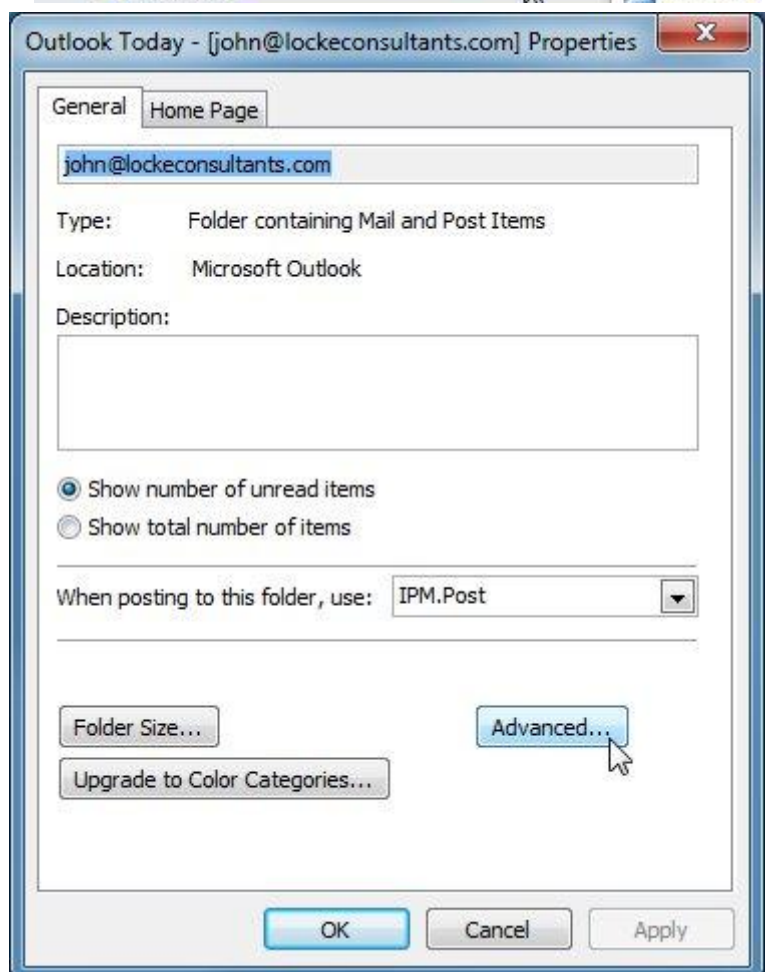 Outlook Today - [john@lockeconsultants.com] Properties
General Home Page
john@lockeconsultants.com
Type: Folder containing Mail and Post Items
Location: Microsoft Outlook
Description:
Show number of unread items
Show total number of items
When posting to this folder, use: IPM.Post
Folder Size... Advanced...
Upgrade to Color Categories...
OK Cancel Apply